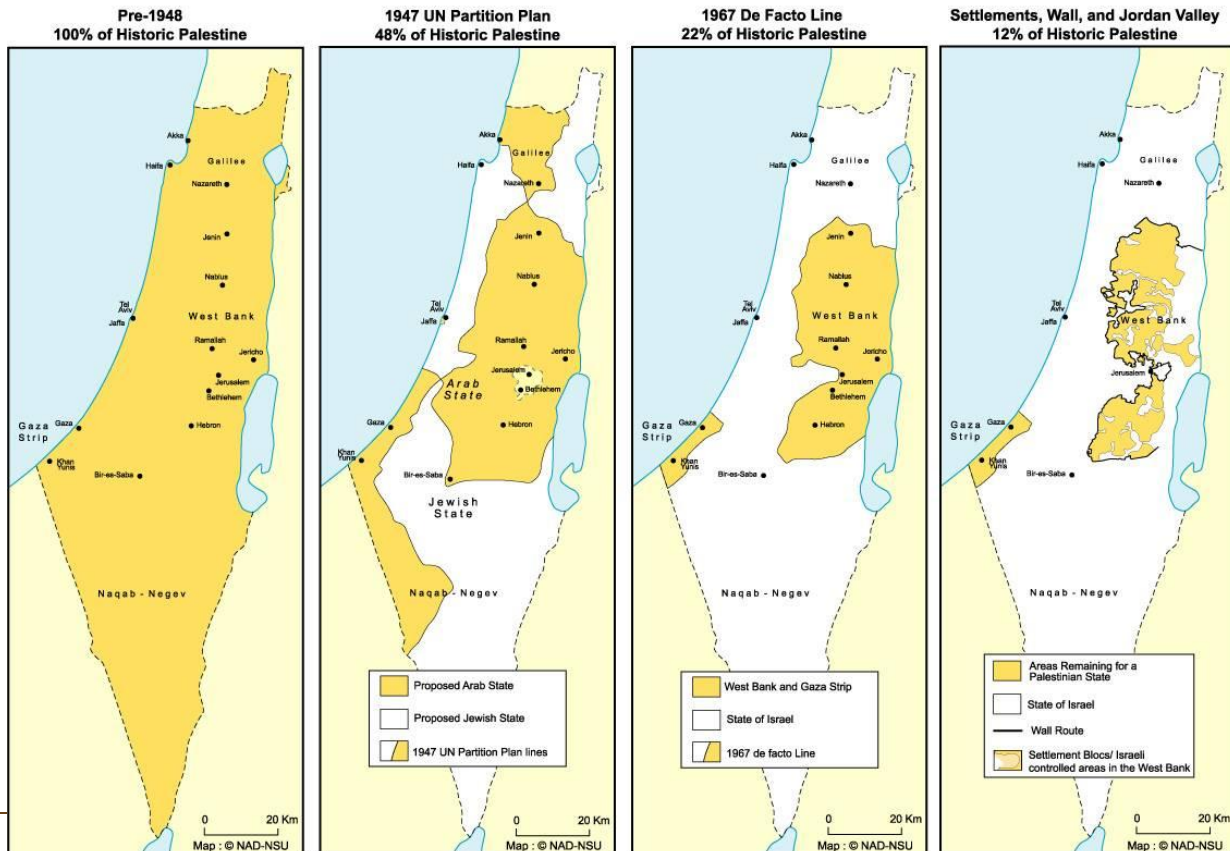 Pre-1948
100% of Historic Palestine
Akka
Haifa
Galilee
Nazareth
Jenin
Nablus
Tel
Aviv
Jaffa
West Bank
Ramallah
Jericho
Jerusalem
Bethlehem
Gaza
Strip
Gaza
Hebron
Khan
Yunis
Bir-es-Saba
Naqab - Negev
0 20 Km
Map : © NAD-NSU
1947 UN Partition Plan
48% of Historic Palestine
Akka
Haifa
Galilee
Nazareth
Jenin
Nablus
Tel
Aviv
Jaffa
West Bank
Ramallah
Jericho
Jerusalem
Arab
State
Bethlehem
Gaza
Hebron
Khan
Yunis
Bir-es-Saba
Jewish
State
Naqab - Negev
Proposed Arab State
Proposed Jewish State
1947 UN Partition Plan lines
0 20 Km
Map : © NAD-NSU
1967 De Facto Line
22% of Historic Palestine
Akka
Haifa
Galilee
Nazareth
Jenin
Nablus
Tel
Aviv
Jaffa
West Bank
Ramallah
Jericho
Jerusalem
Bethlehem
Gaza
Strip
Gaza
Hebron
Khan
Yunis
Bir-es-Saba
Naqab - Negev
West Bank and Gaza Strip
State of Israel
1967 de facto Line
0 20 Km
Map : © NAD-NSU
Settlements, Wall, and Jordan Valley
12% of Historic Palestine
Akka
Haifa
Galilee
Nazareth
Tel
Aviv
Jaffa
West Bank
Jerusalem
Gaza
Strip
Gaza
Khan
Yunis
Bir-es-Saba
Naqab - Negev
Areas Remaining for a
Palestinian State
State of Israel
Wall Route
Settlement Blocs/ Israeli
controlled areas in the West Bank
0 20 Km
Map : © NAD-NSU